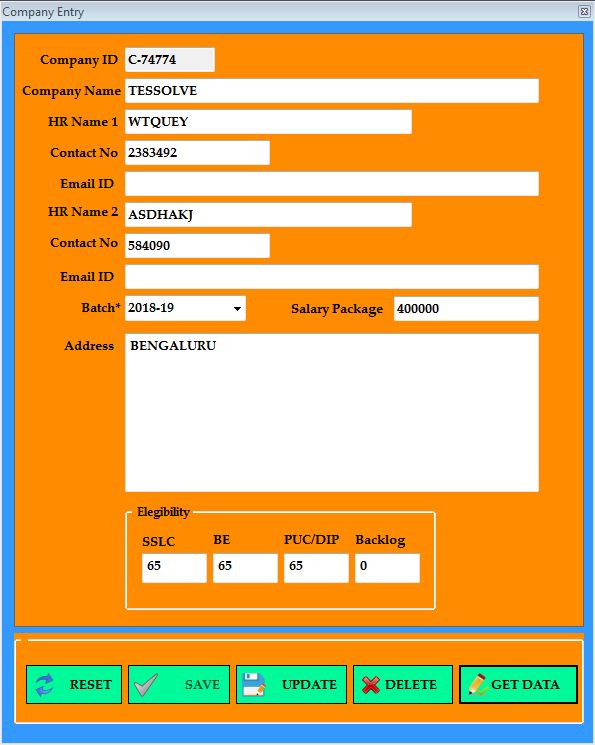 Company Entry
Company ID C-74774
Company Name TESSOLVE
HR Name 1 WTQUEY
Contact No 2383492
Email ID
HR Name 2 ASDHAKJ
Contact No 584090
Email ID
Batch* 2018-19 Salary Package 400000
Address BENGALURU
Elegibility
SSLC BE PUC/DIP Backlog
65 65 65 0
RESET SAVE UPDATE DELETE GET DATA